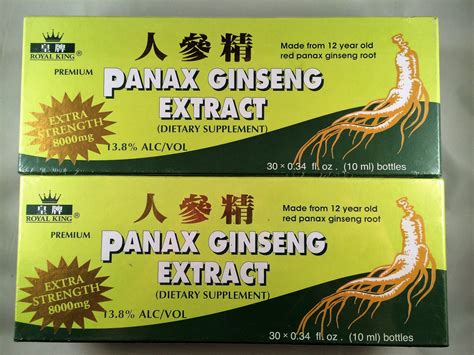 皇牌
ROYAL KING
人參精
Made from 12 year old
red panax ginseng root
PREMIUM
PANAX GINSENG
EXTRACT
(DIETARY SUPPLEMENT)
EXTRA
STRENGTH
8000mg
13.8% ALC/VOL
30 × 0.34 fl. oz. (10 ml) bottles
皇牌
ROYAL KING
人參精
Made from 12 year old
red panax ginseng root
PREMIUM
PANAX GINSENG
EXTRACT
(DIETARY SUPPLEMENT)
EXTRA
STRENGTH
8000mg
13.8% ALC/VOL
30 × 0.34 fl. oz. (10 ml) bottles